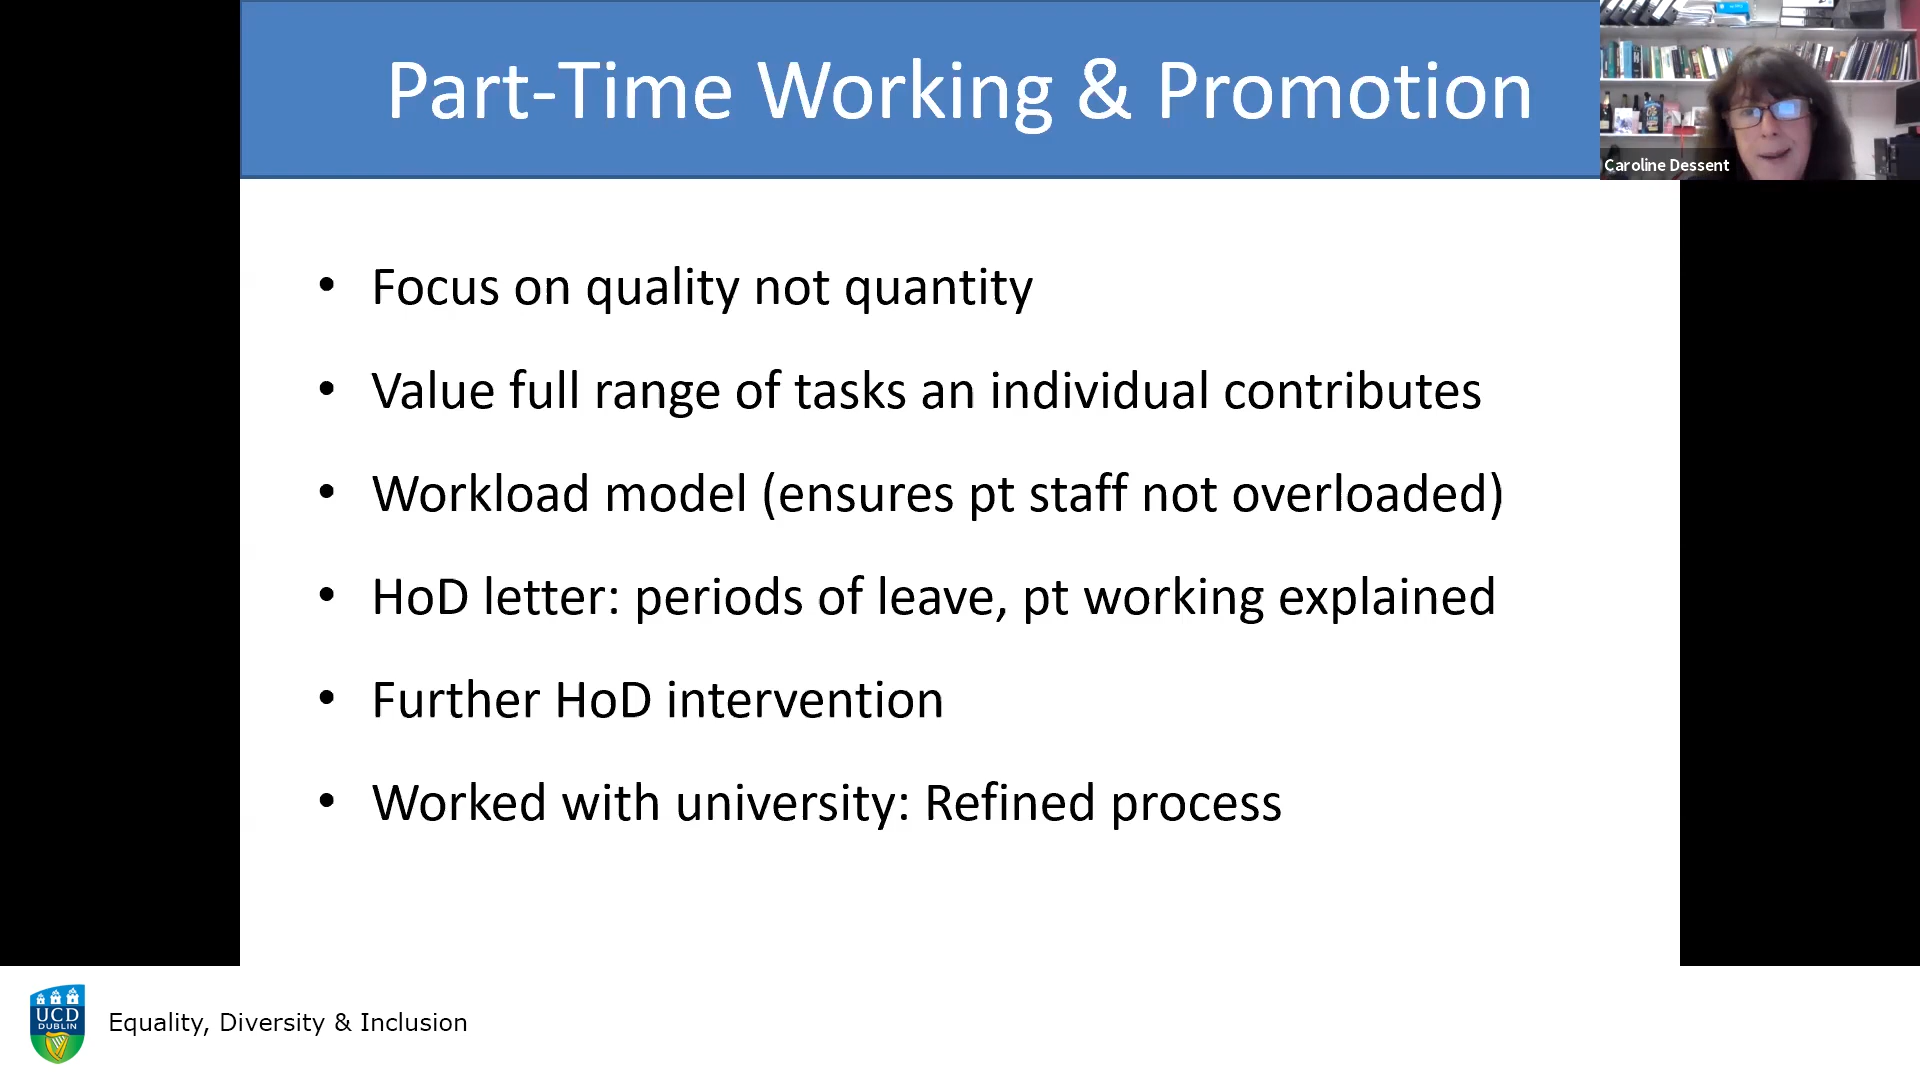 Part-Time Working & Promotion
Caroline Dessent
• Focus on quality not quantity
• Value full range of tasks an individual contributes
• Workload model (ensures pt staff not overloaded)
• HoD letter: periods of leave, pt working explained
• Further HoD intervention
• Worked with university: Refined process
UCD
DUBLIN
Equality, Diversity & Inclusion